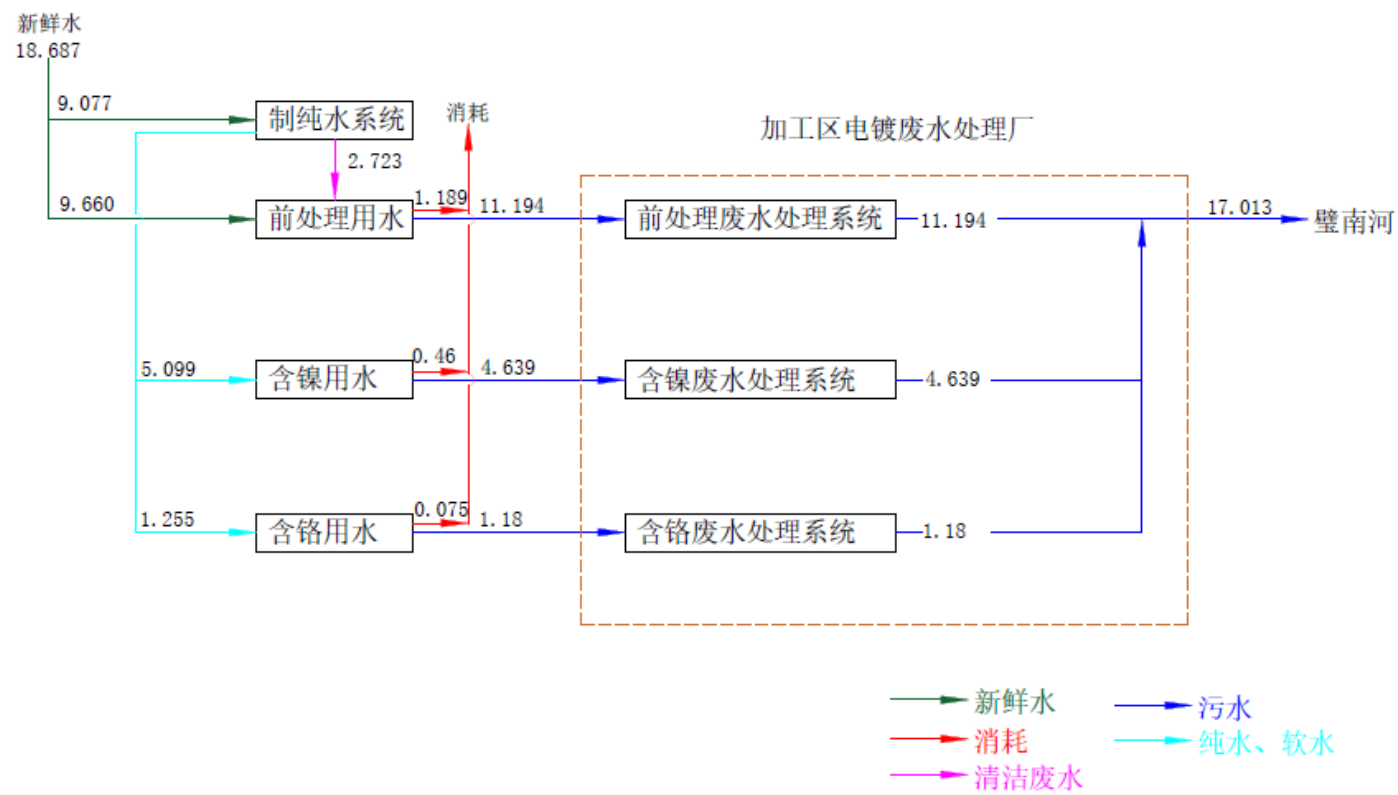 新鲜水
18.687
9.077
制纯水系统
消耗
加工区电镀废水处理厂
2.723
9.660
前处理用水
1.189
11.194
前处理废水处理系统
11.194
17.013
璧南河
5.099
含镍用水
0.46
4.639
含镍废水处理系统
4.639
1.255
含铬用水
0.075
1.18
含铬废水处理系统
1.18
新鲜水
污水
消耗
纯水、软水
清洁废水